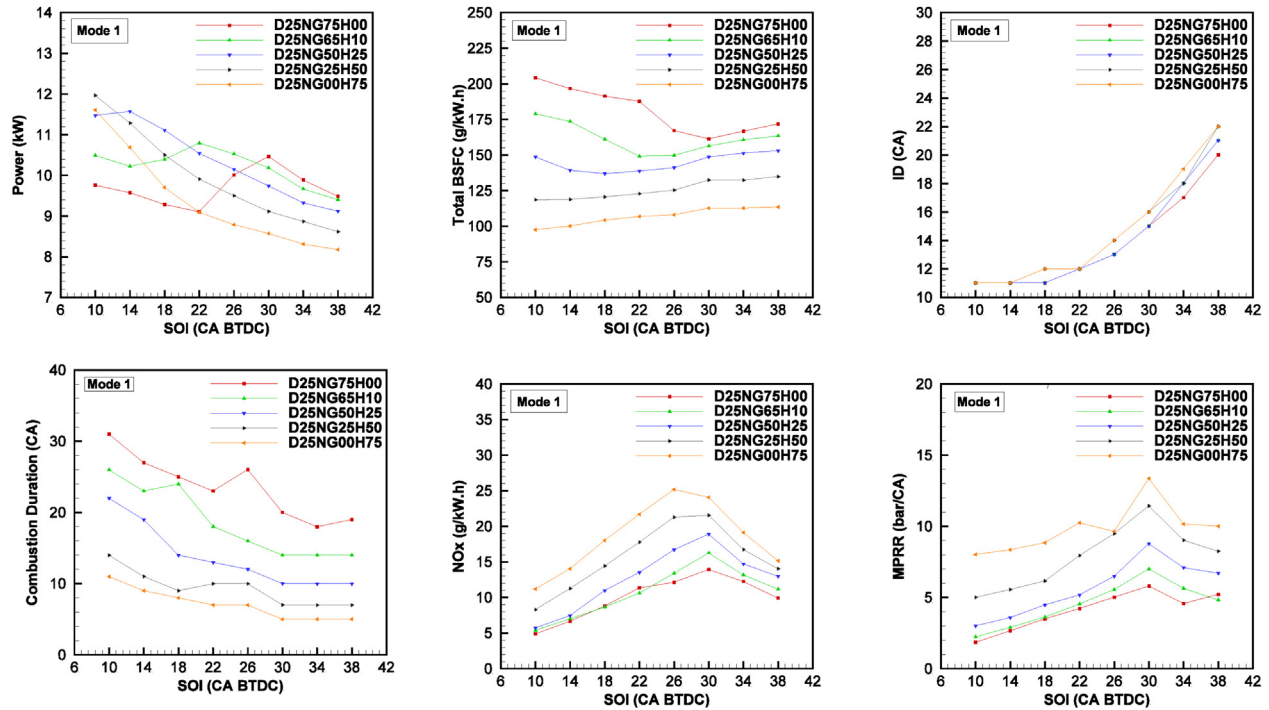 Mode 1
D25NG75H00
D25NG65H10
D25NG50H25
D25NG25H50
D25NG00H75
Power (kW)
14
13
12
11
10
9
8
7
6 10 14 18 22 26 30 34 38 42
SOI (CA BTDC)
Mode 1
D25NG75H00
D25NG65H10
D25NG50H25
D25NG25H50
D25NG00H75
Total BSFC (g/kW.h)
250
225
200
175
150
125
100
75
50
6 10 14 18 22 26 30 34 38 42
SOI (CA BTDC)
Mode 1
D25NG75H00
D25NG65H10
D25NG50H25
D25NG25H50
D25NG00H75
ID (CA)
30
28
26
24
22
20
18
16
14
12
10
6 10 14 18 22 26 30 34 38 42
SOI (CA BTDC)
Mode 1
D25NG75H00
D25NG65H10
D25NG50H25
D25NG25H50
D25NG00H75
Combustion Duration (CA)
40
30
20
10
0
6 10 14 18 22 26 30 34 38 42
SOI (CA BTDC)
Mode 1
D25NG75H00
D25NG65H10
D25NG50H25
D25NG25H50
D25NG00H75
NOx (g/kW.h)
40
35
30
25
20
15
10
5
0
6 10 14 18 22 26 30 34 38 42
SOI (CA BTDC)
Mode 1
D25NG75H00
D25NG65H10
D25NG50H25
D25NG25H50
D25NG00H75
MPRR (bar/CA)
20
15
10
5
0
6 10 14 18 22 26 30 34 38 42
SOI (CA BTDC)